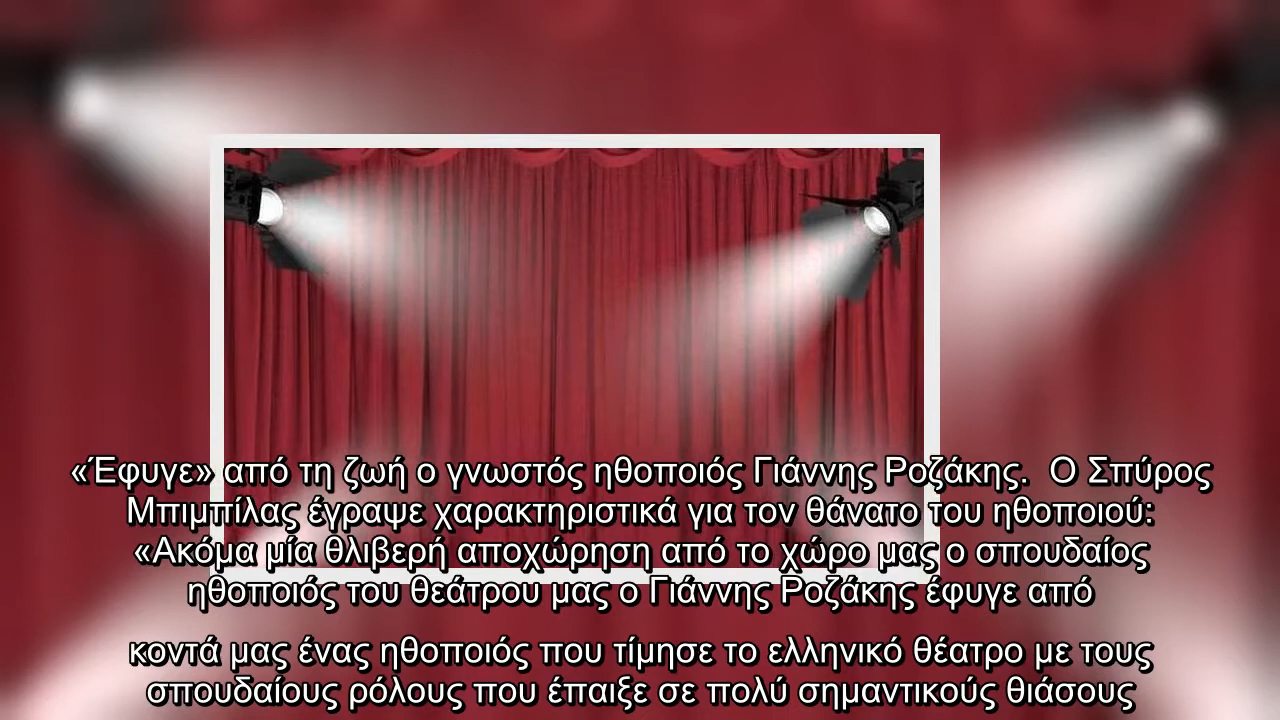 «Έφυγε» από τη ζωή ο γνωστός ηθοποιός Γιάννης Ροζάκης.  Ο Σπύρος
Μπιμπίλας έγραψε χαρακτηριστικά για τον θάνατο του ηθοποιού:
«Ακόμα μία θλιβερή αποχώρηση από το χώρο μας ο σπουδαίος
ηθοποιός του θεάτρου μας ο Γιάννης Ροζάκης έφυγε από
κοντά μας ένας ηθοποιός που τίμησε το ελληνικό θέατρο με τους
σπουδαίους ρόλους που έπαιξε σε πολύ σημαντικούς θιάσους